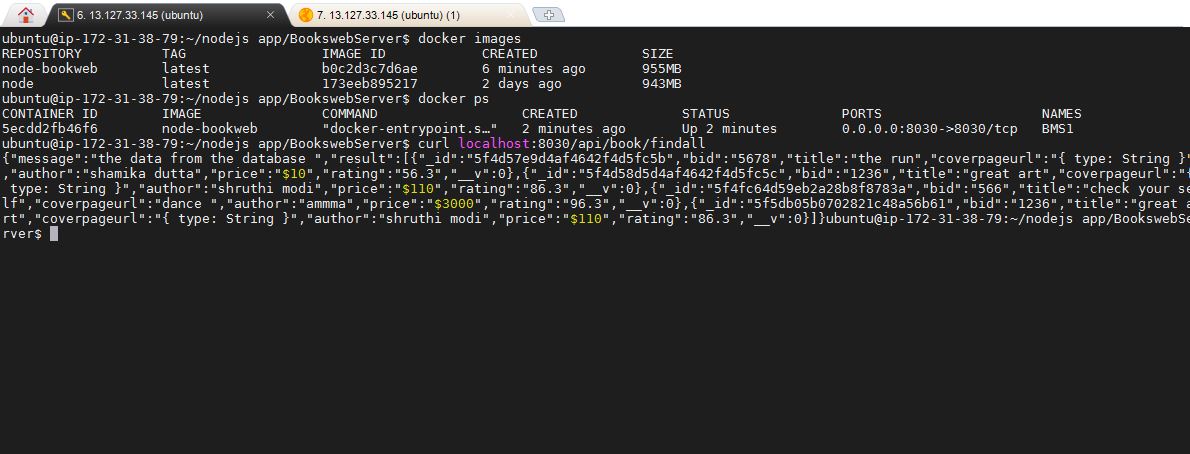 6. 13.127.33.145 (ubuntu)
7. 13.127.33.145 (ubuntu) (1)
ubuntu@ip-172-31-38-79:~/nodejs app/BookswebServer$ docker images
REPOSITORY TAG IMAGE ID CREATED SIZE
node-bookweb latest b0c2d3c7d6ae 6 minutes ago 955MB
node latest 173eeb895217 2 days ago 943MB
ubuntu@ip-172-31-38-79:~/nodejs app/BookswebServer$ docker ps
CONTAINER ID IMAGE COMMAND CREATED STATUS PORTS NAMES
5ecdd2fb46f6 node-bookweb "docker-entrypoint.s…" 2 minutes ago Up 2 minutes 0.0.0.0:8030->8030/tcp BMS1
ubuntu@ip-172-31-38-79:~/nodejs app/BookswebServer$ curl localhost:8030/api/book/findall
{"message":"the data from the database ","result":[{"_id":"5f4d57e9d4af4642f4d5fc5b","bid":"5678","title":"the run","coverpageurl":"{ type: String }"
,"author":"shamika dutta","price":"$10","rating":"56.3","__v":0},{"_id":"5f4d58d5d4af4642f4d5fc5c","bid":"1236","title":"great art","coverpageurl":"{
type: String }","author":"shruthi modi","price":"$110","rating":"86.3","__v":0},{"_id":"5f4fc64d59eb2a28b8f8783a","bid":"566","title":"check your se
lf","coverpageurl":"dance ","author":"ammma","price":"$3000","rating":"96.3","__v":0},{"_id":"5f5db05b0702821c48a56b61","bid":"1236","title":"great a
rt","coverpageurl":"{ type: String }","author":"shruthi modi","price":"$110","rating":"86.3","__v":0}]}ubuntu@ip-172-31-38-79:~/nodejs app/BookswebSe
rver$